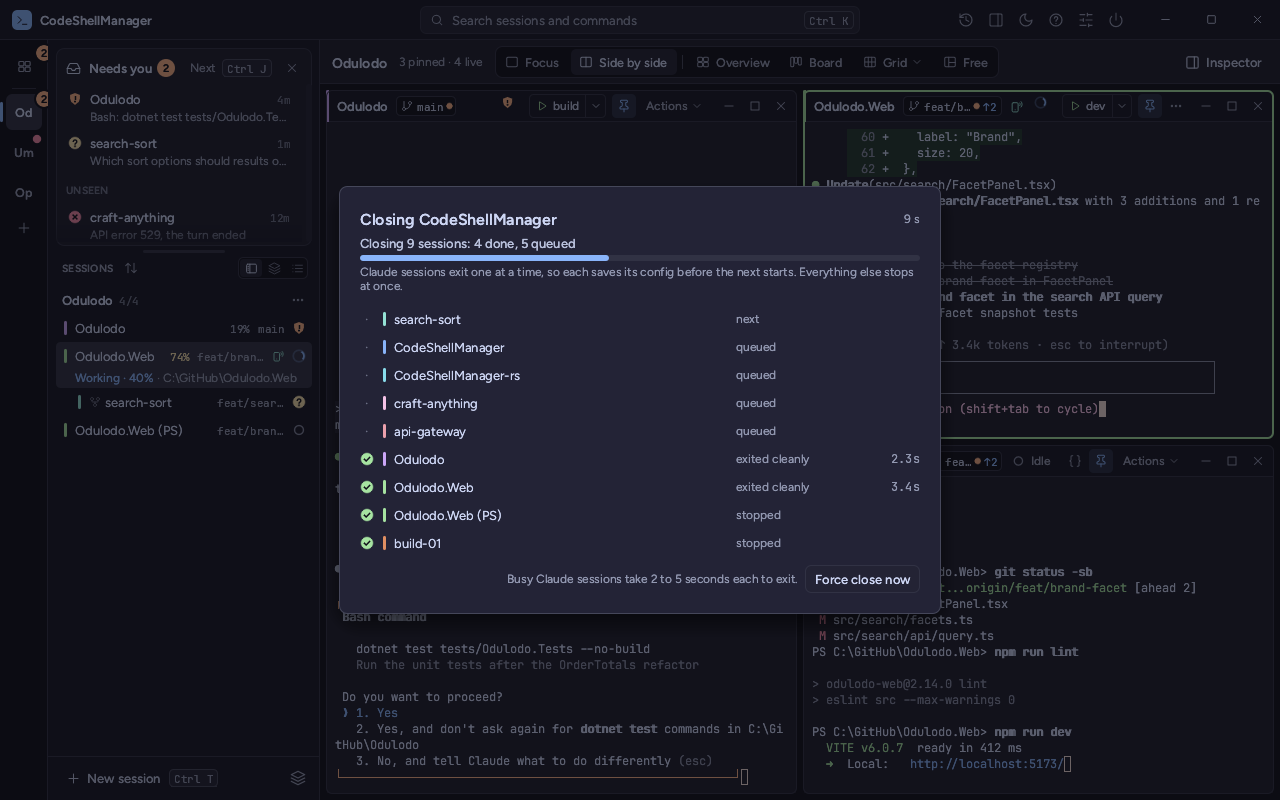 CodeShellManager
Search sessions and commands
Ctrl K
2
Needs you 2 Next Ctrl J
Odulodo 4m
Bash: dotnet test tests/Odulodo.Te…
search-sort 1m
Which sort options should results o…
UNSEEN
craft-anything 12m
API error 529, the turn ended
2
Od
Um
Op
SESSIONS
Odulodo 4/4
Odulodo 19% main
Odulodo.Web 74% feat/bran…
Working · 40% · C:\GitHub\Odulodo.Web
search-sort feat/sear…
Odulodo.Web (PS) feat/bran…
New session Ctrl T
Odulodo 3 pinned · 4 live
Focus Side by side Overview Board Grid Free
Inspector
Odulodo main build Actions
Odulodo.Web feat/b… ↑2 dev
60 + label: "Brand",
61 + size: 20,
62 + },
Update(src/search/FacetPanel.tsx)
earch/FacetPanel.tsx with 3 additions and 1 re
the facet registry
rand facet in FacetPanel
nd facet in the search API query
facet snapshot tests
3.4k tokens · esc to interrupt)
on (shift+tab to cycle)
Closing CodeShellManager 9 s
Closing 9 sessions: 4 done, 5 queued
Claude sessions exit one at a time, so each saves its config before the next starts. Everything else stops
at once.
search-sort next
CodeShellManager queued
CodeShellManager-rs queued
craft-anything queued
api-gateway queued
Odulodo exited cleanly 2.3s
Odulodo.Web exited cleanly 3.4s
Odulodo.Web (PS) stopped
build-01 stopped
Busy Claude sessions take 2 to 5 seconds each to exit. Force close now
Bash command
dotnet test tests/Odulodo.Tests --no-build
Run the unit tests after the OrderTotals refactor
Do you want to proceed?
❯ 1. Yes
2. Yes, and don't ask again for dotnet test commands in C:\Gi
tHub\Odulodo
3. No, and tell Claude what to do differently (esc)
fea… ↑2 Idle {} Actions
o.Web> git status -sb
t...origin/feat/brand-facet [ahead 2]
tPanel.tsx
M src/search/facets.ts
M src/search/api/query.ts
PS C:\GitHub\Odulodo.Web> npm run lint
> odulodo-web@2.14.0 lint
> eslint src --max-warnings 0
PS C:\GitHub\Odulodo.Web> npm run dev
VITE v6.0.7 ready in 412 ms
➜ Local: http://localhost:5173/